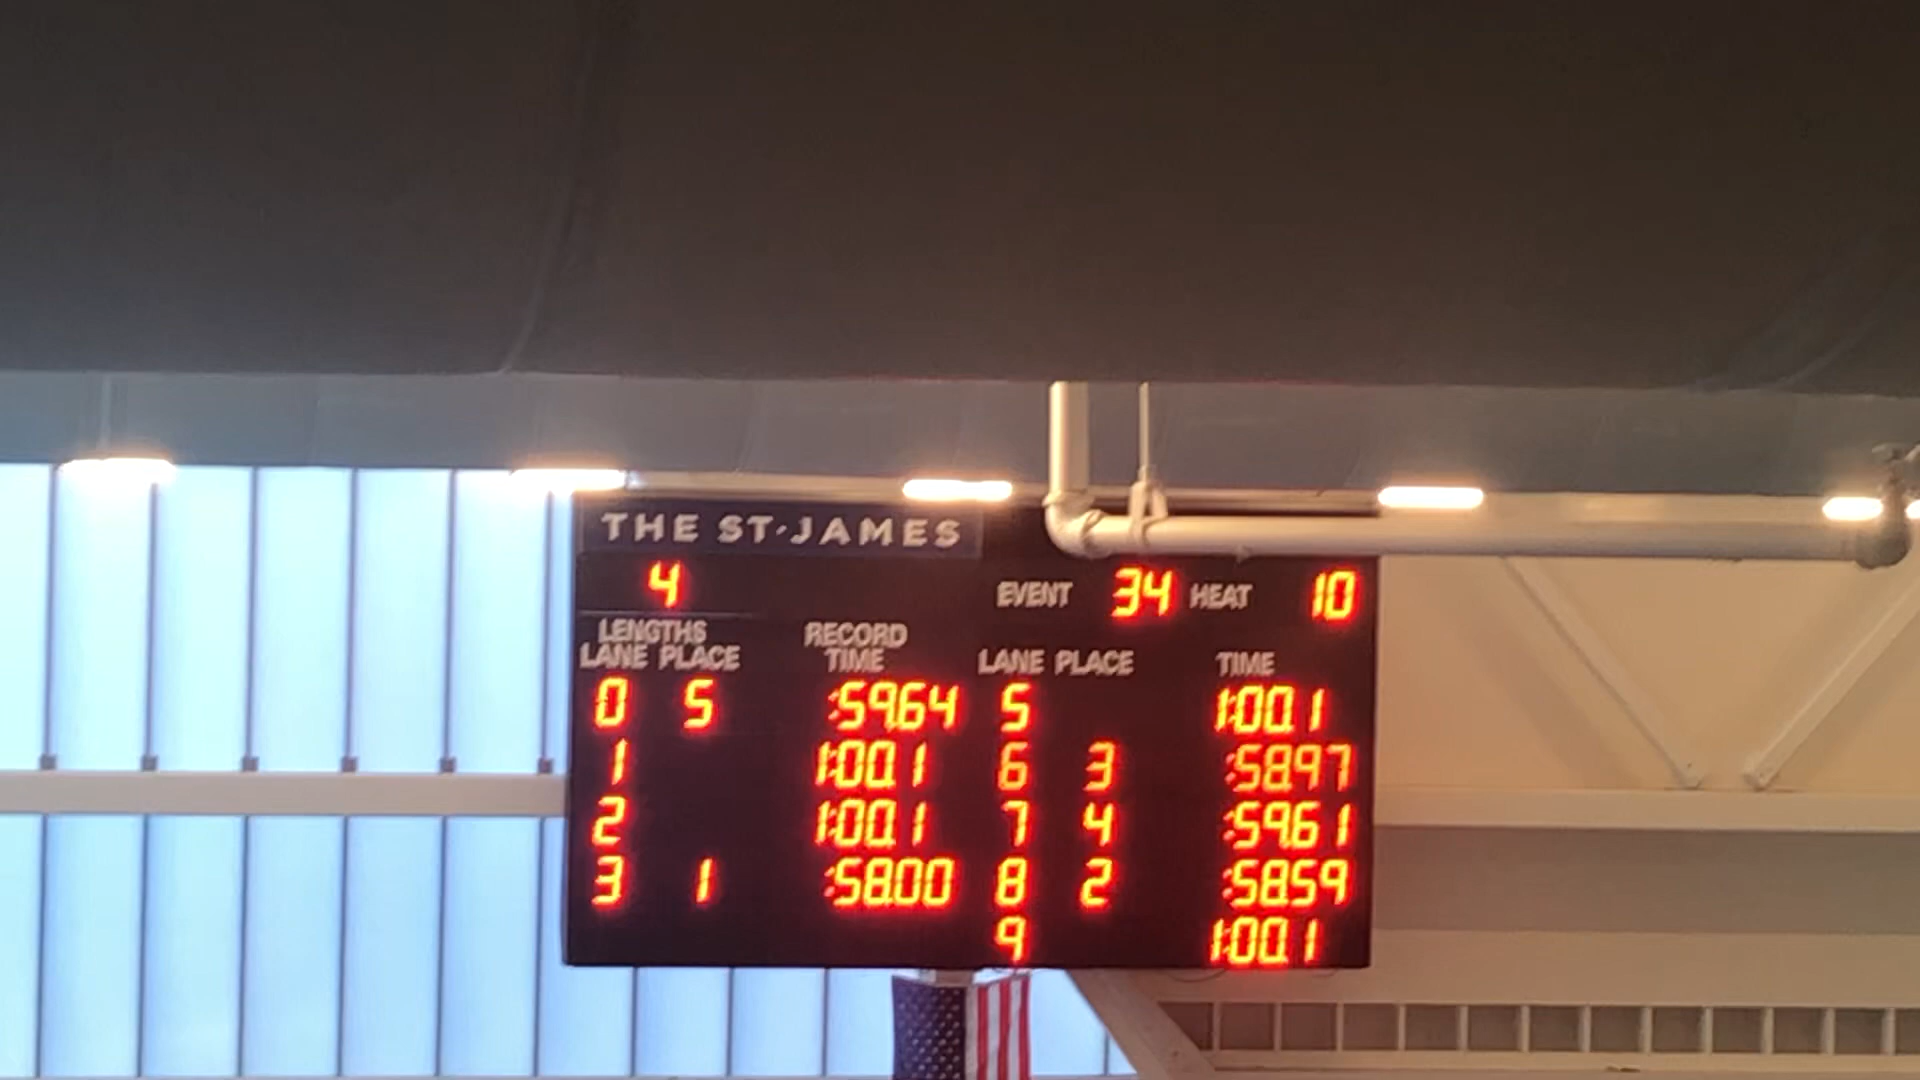 THE ST·JAMES
4 EVENT 34 HEAT 10
LENGTHS RECORD
LANE PLACE TIME LANE PLACE TIME
0 5 :59.64 5 1:00.1
1 1:00.1 6 3 :58.97
2 1:00.1 7 4 :59.61
3 1 :58.00 8 2 :58.59
9 1:00.1